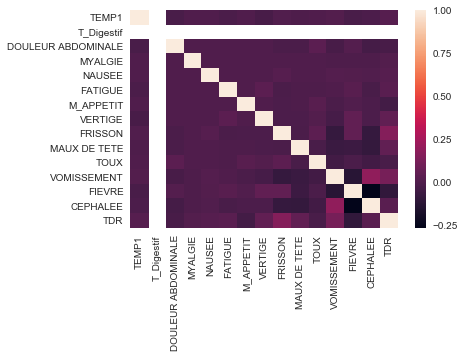 TEMP1
T_Digestif
DOULEUR ABDOMINALE
MYALGIE
NAUSEE
FATIGUE
M_APPETIT
VERTIGE
FRISSON
MAUX DE TETE
TOUX
VOMISSEMENT
FIEVRE
CEPHALEE
TDR
TEMP1
T_Digestif
DOULEUR ABDOMINALE
MYALGIE
NAUSEE
FATIGUE
M_APPETIT
VERTIGE
FRISSON
MAUX DE TETE
TOUX
VOMISSEMENT
FIEVRE
CEPHALEE
TDR
1.00
0.75
0.50
0.25
0.00
−0.25